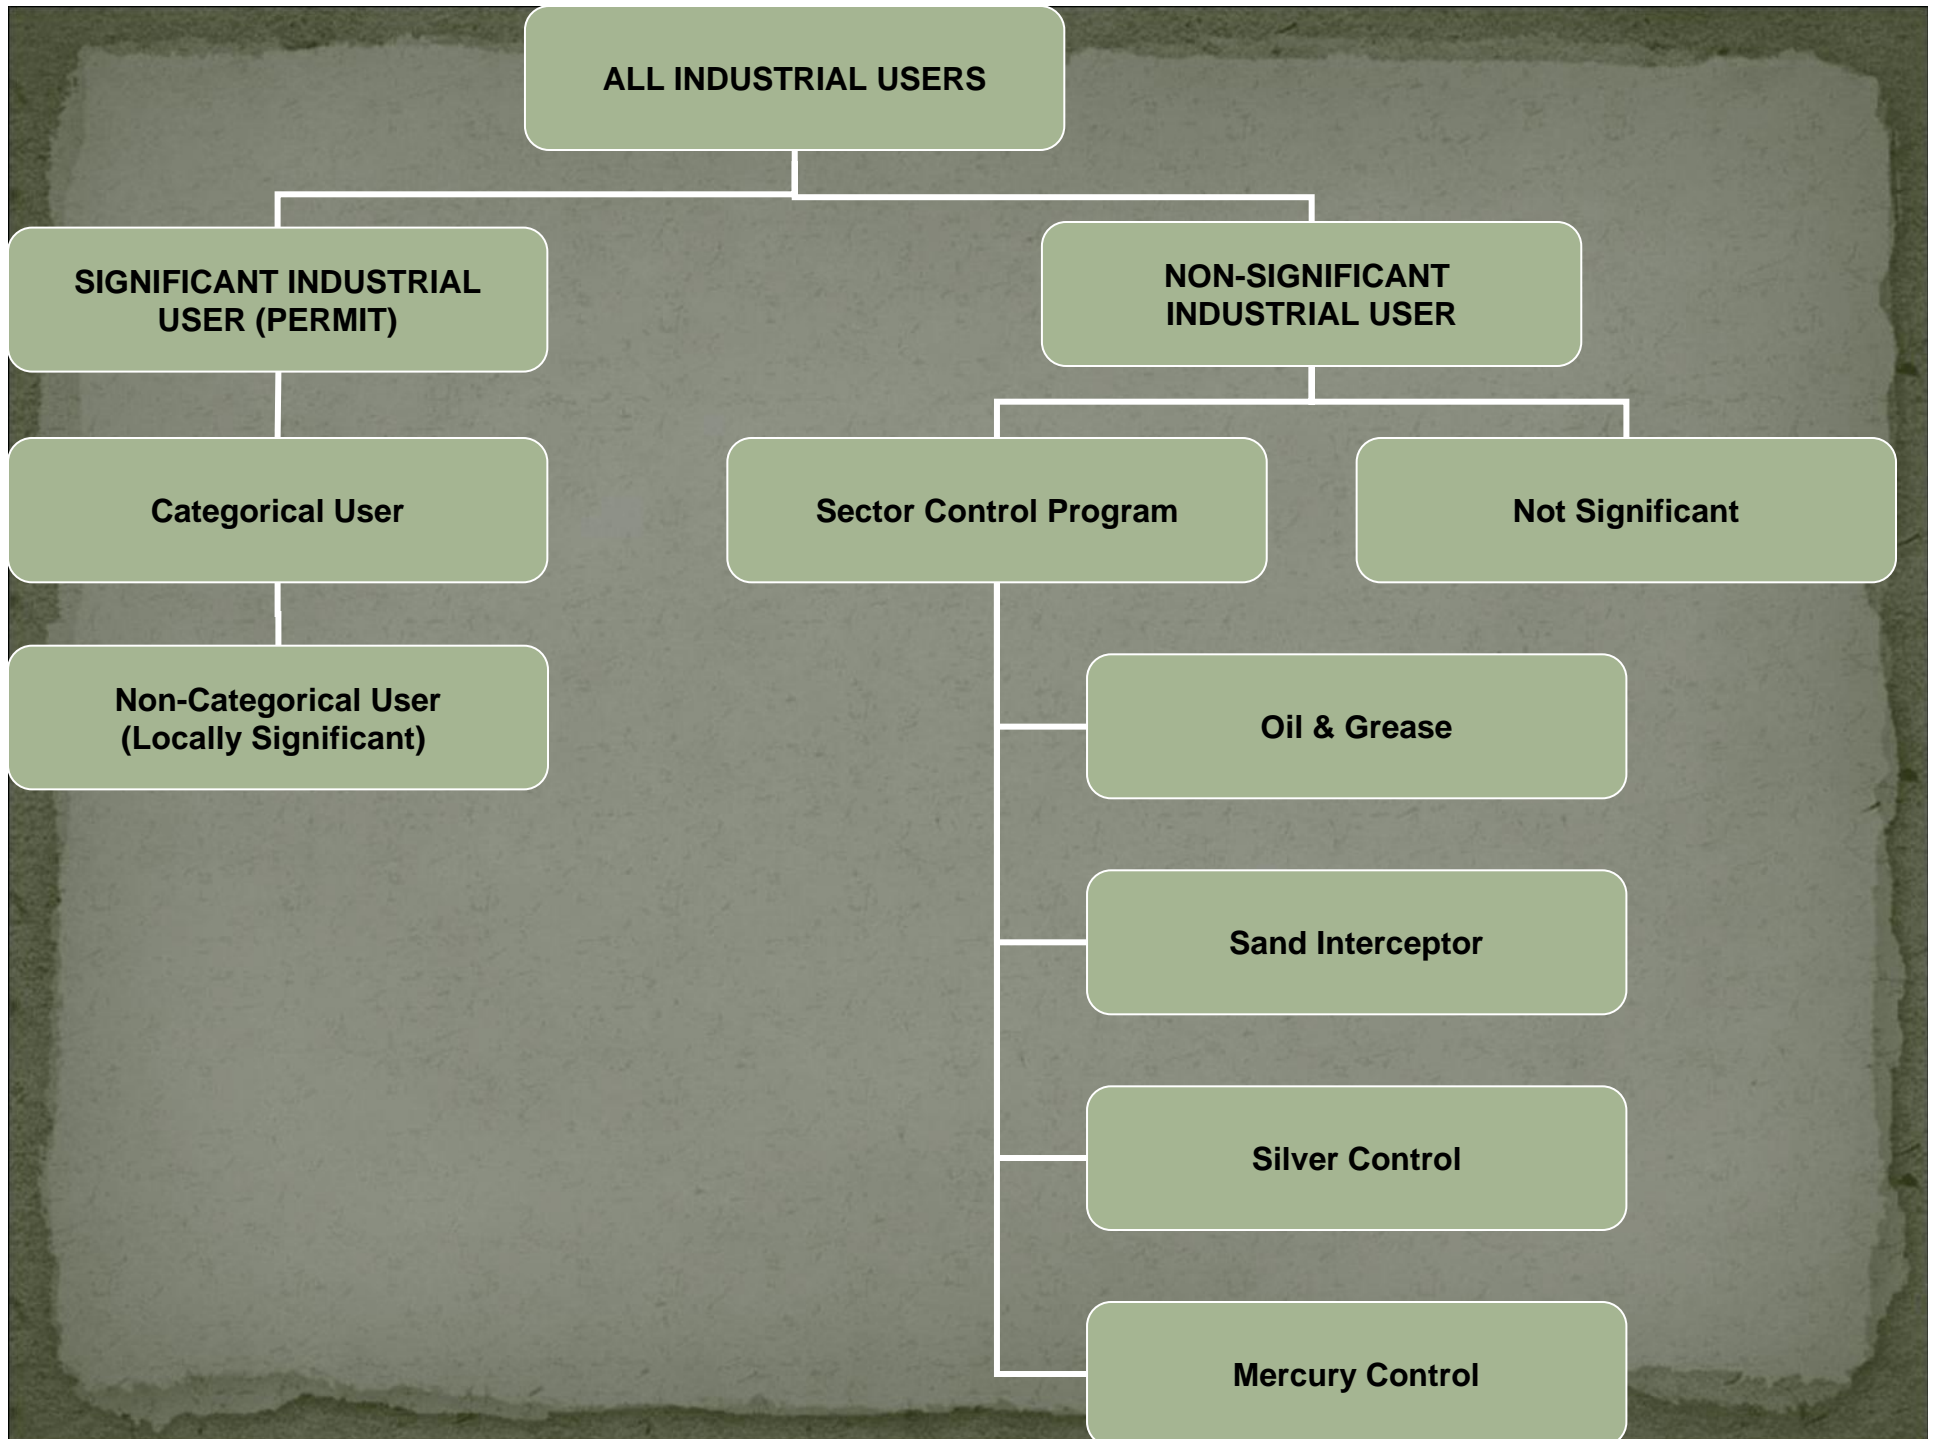 ALL INDUSTRIAL USERS
SIGNIFICANT INDUSTRIAL
USER (PERMIT)
NON-SIGNIFICANT
INDUSTRIAL USER
Categorical User
Sector Control Program
Not Significant
Non-Categorical User
(Locally Significant)
Oil & Grease
Sand Interceptor
Silver Control
Mercury Control